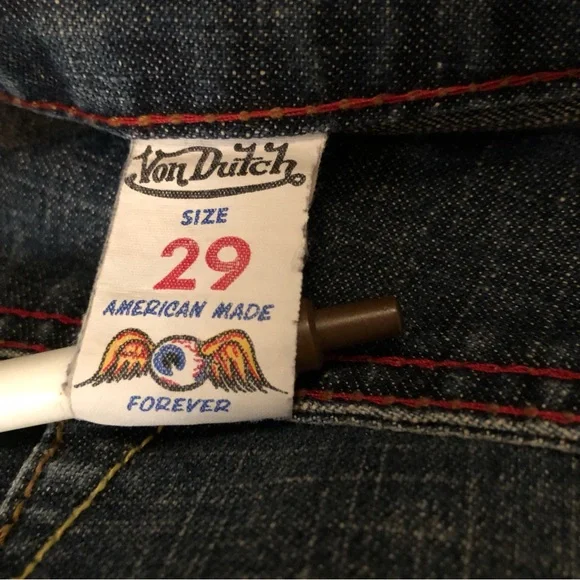 Von Dutch
SIZE
29
AMERICAN MADE
FOREVER